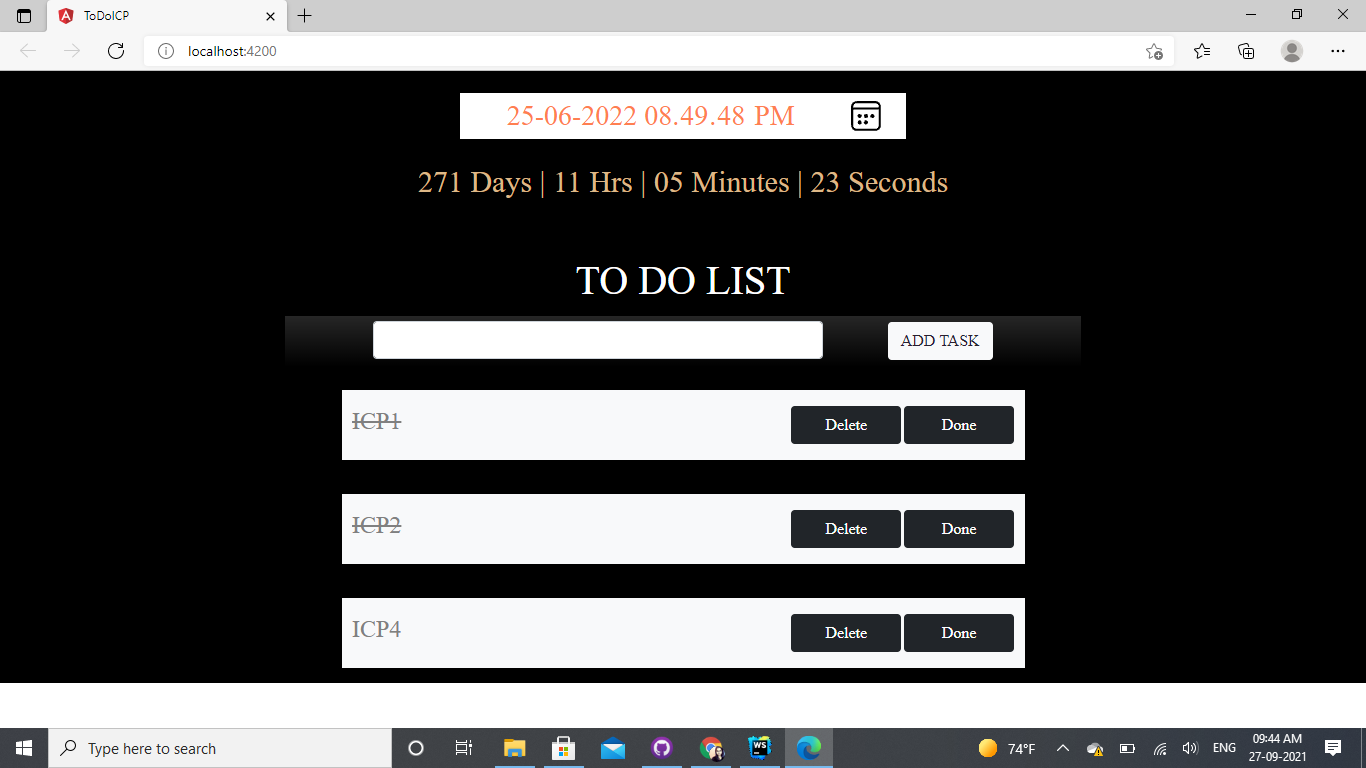 ToDoICP
localhost:4200
25-06-2022 08.49.48 PM
271 Days | 11 Hrs | 05 Minutes | 23 Seconds
TO DO LIST
ADD TASK
ICP1 Delete Done
ICP2 Delete Done
ICP4 Delete Done
Type here to search
WS
74°F
ENG
09:44 AM
27-09-2021